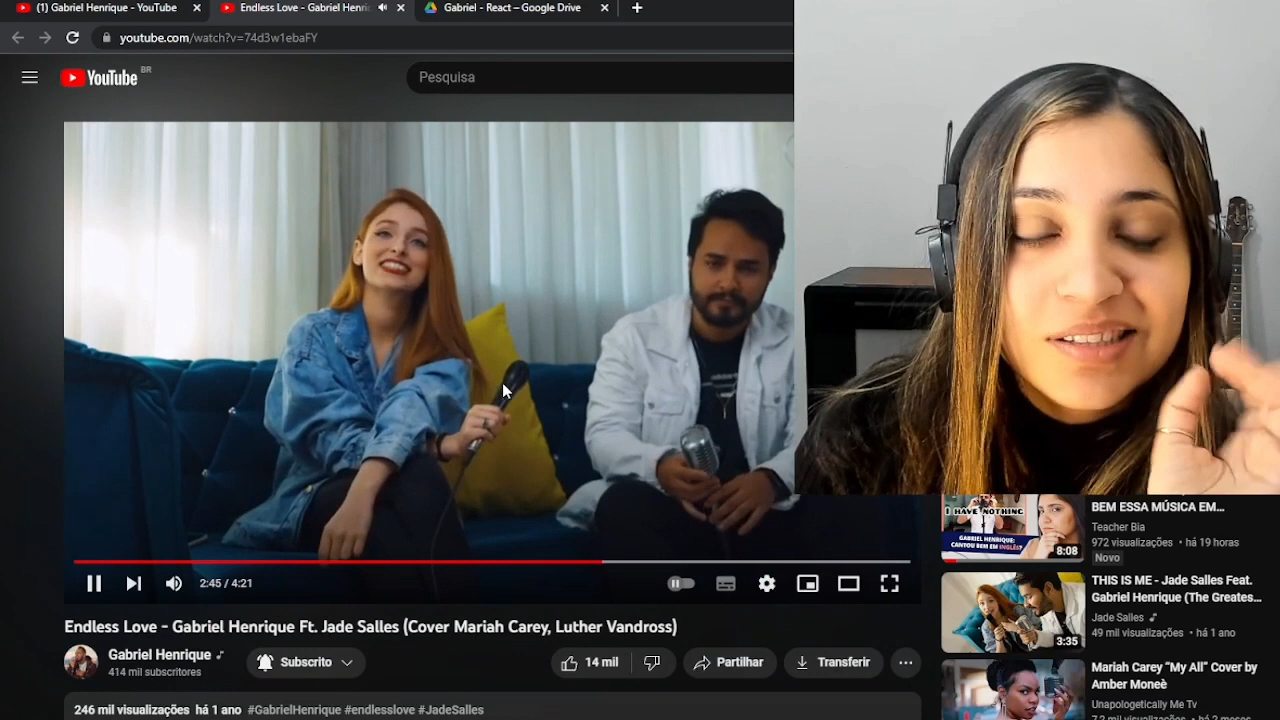 (1) Gabriel Henrique - YouTube
Endless Love - Gabriel Henri
Gabriel - React – Google Drive
youtube.com/watch?v=74d3w1ebaFY
YouTube BR
Pesquisa
2:45 / 4:21
Endless Love - Gabriel Henrique Ft. Jade Salles (Cover Mariah Carey, Luther Vandross)
Gabriel Henrique
414 mil subscritores
Subscrito
14 mil
Partilhar
Transferir
246 mil visualizações há 1 ano #GabrielHenrique #endlesslove #JadeSalles
I HAVE NOTHING
GABRIEL HENRIQUE:
CANTOU BEM EM INGLÊS?
8:08
BEM ESSA MÚSICA EM...
Teacher Bia
972 visualizações • há 19 horas
Novo
3:35
THIS IS ME - Jade Salles Feat.
Gabriel Henrique (The Greates...
Jade Salles
49 mil visualizações • há 1 ano
Mariah Carey “My All” Cover by
Amber Moneè
Unapologetically Me Tv